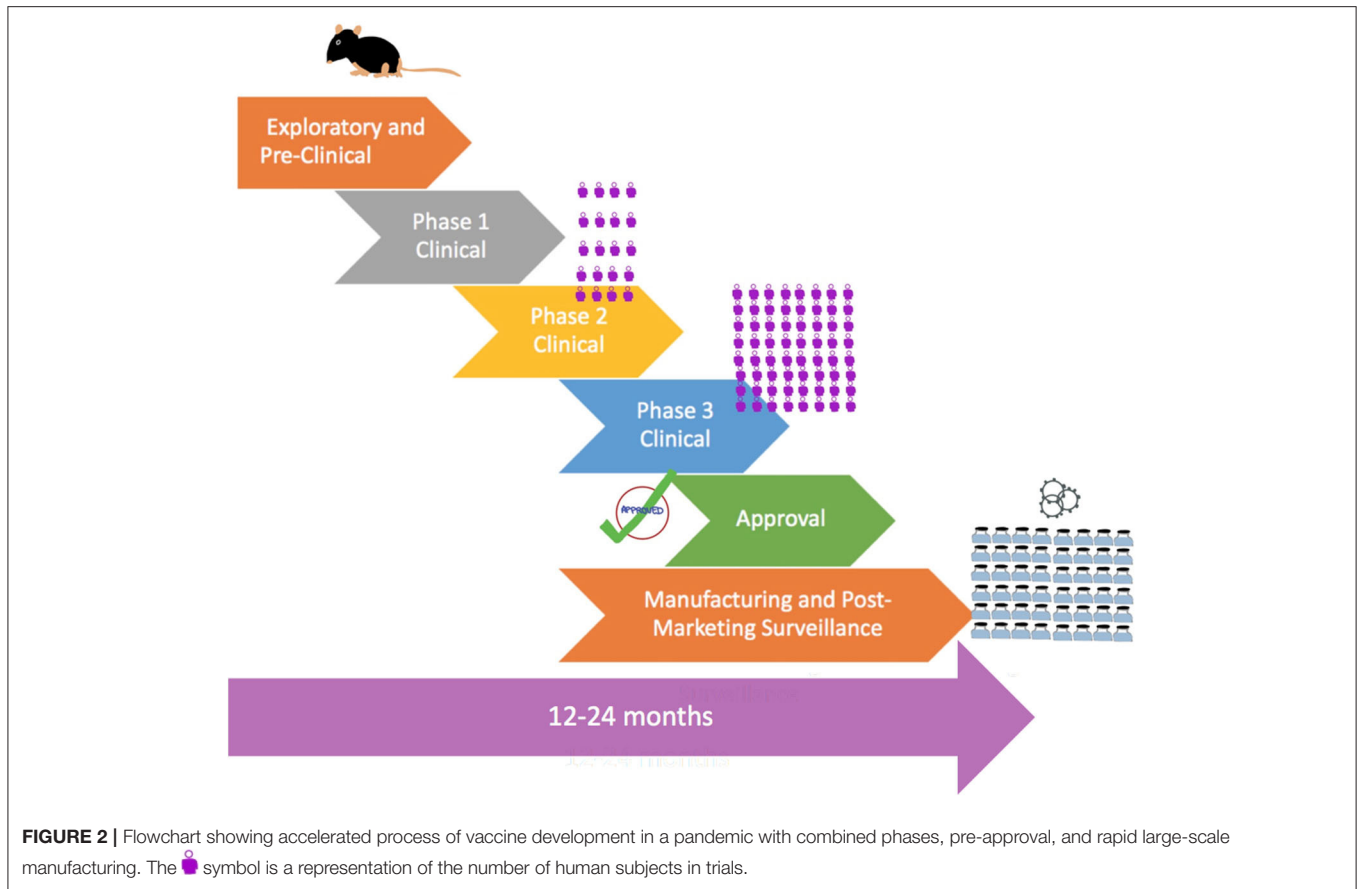 Exploratory and
Pre-Clinical
Phase 1
Clinical
Phase 2
Clinical
Phase 3
Clinical
APPROVED
Approval
Manufacturing and Post-
Marketing Surveillance
12-24 months
FIGURE 2 | Flowchart showing accelerated process of vaccine development in a pandemic with combined phases, pre-approval, and rapid large-scale
manufacturing. The symbol is a representation of the number of human subjects in trials.